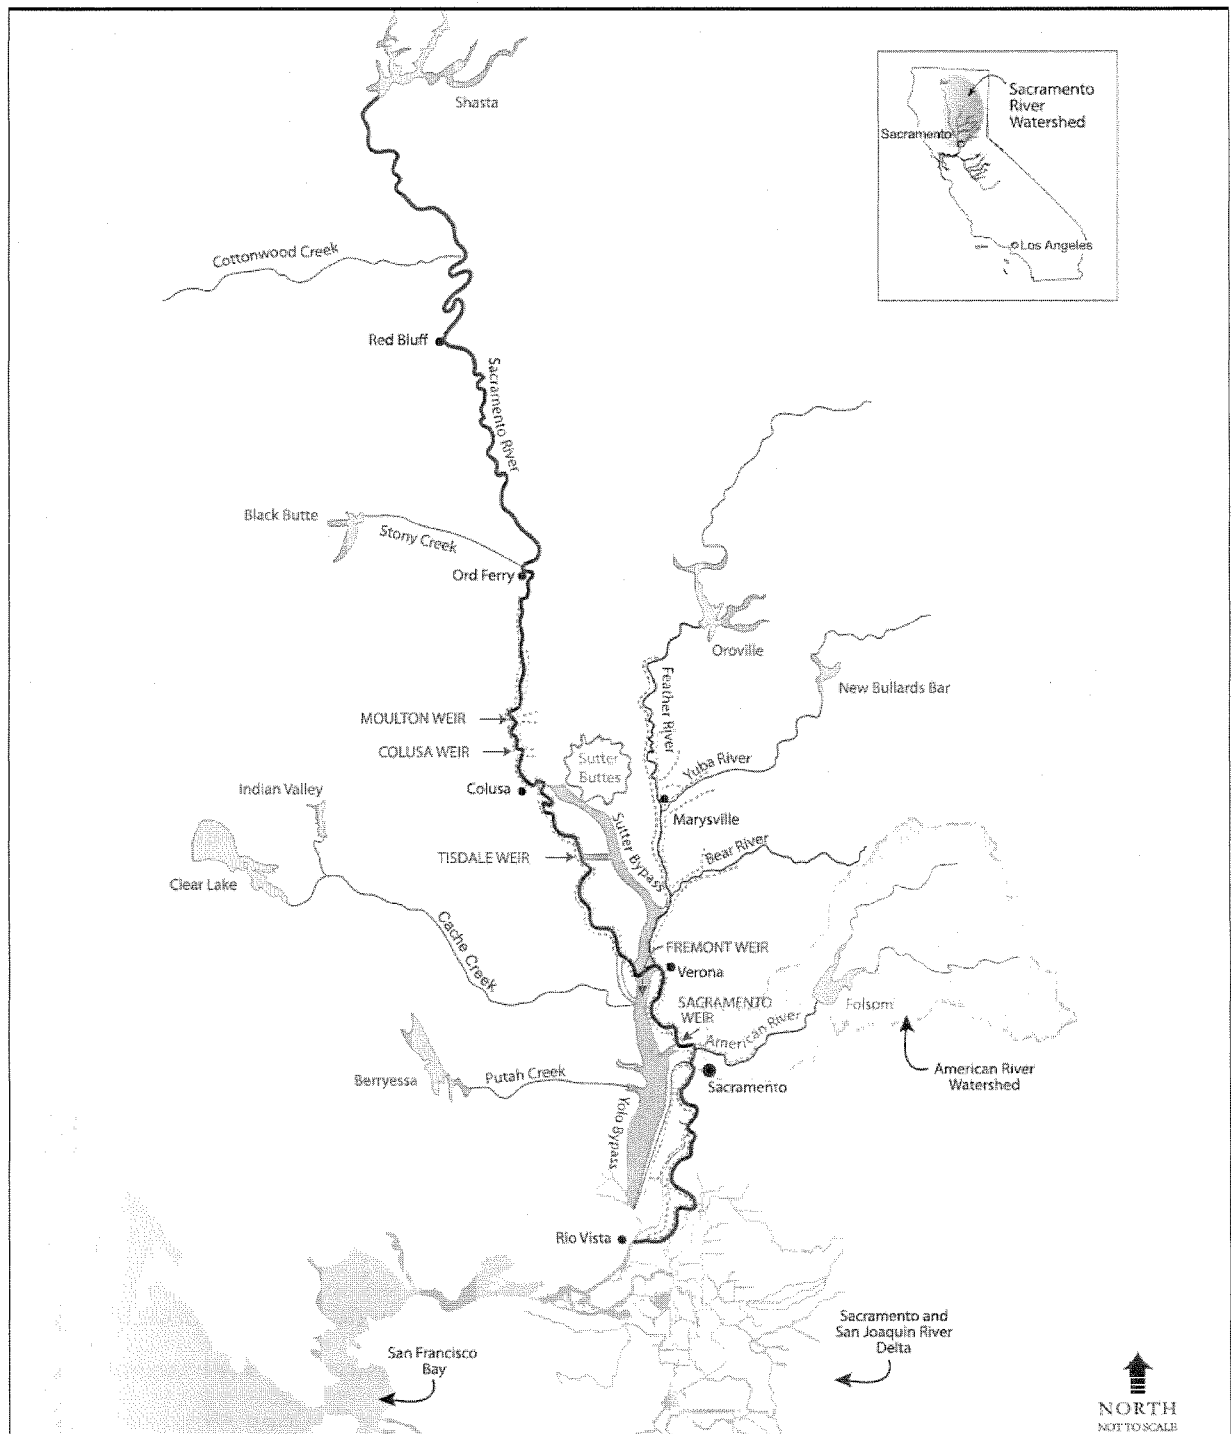 Shasta
Sacramento
River
Watershed
Sacramento
Los Angeles
Cottonwood Creek
Red Bluff
Sacramento River
Black Butte
Stony Creek
Ord Ferry
Oroville
Feather River
New Bullards Bar
MOULTON WEIR
COLUSA WEIR
Sutter
Buttes
Yuba River
Colusa
Indian Valley
Marysville
Sutter Bypass
TISDALE WEIR
Bear River
Clear Lake
Cache Creek
FREMONT WEIR
Verona
SACRAMENTO
WEIR
Folsom
American River
American River
Watershed
Berryessa
Putah Creek
Sacramento
Yolo Bypass
Rio Vista
Sacramento and
San Joaquin River
Delta
San Francisco
Bay
NORTH
NOT TO SCALE